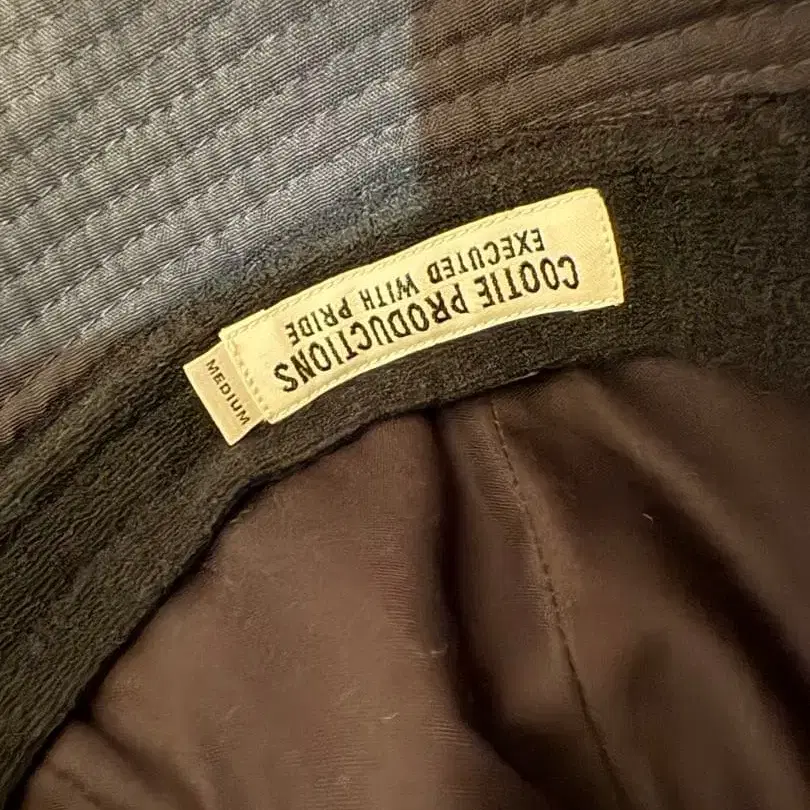 COOTIE PRODUCTIONS
EXECUTED WITH PRIDE
MEDIUM